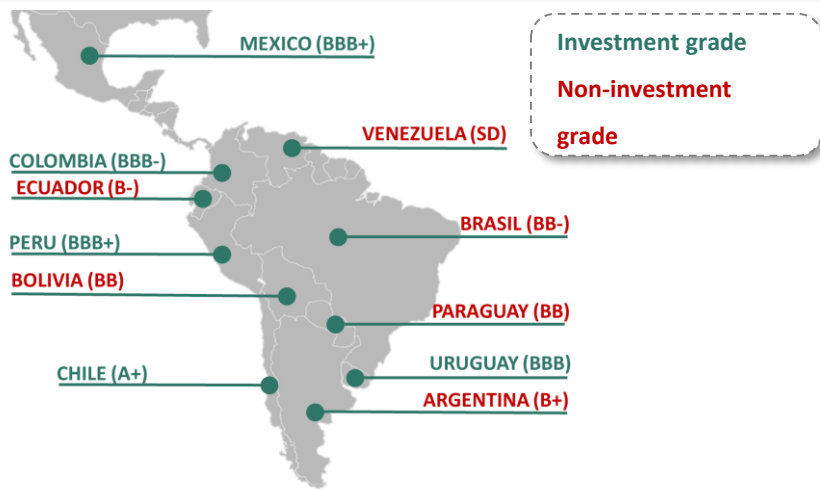 MEXICO (BBB+)
Investment grade
Non-investment
grade
VENEZUELA (SD)
COLOMBIA (BBB-)
ECUADOR (B-)
BRASIL (BB-)
PERU (BBB+)
BOLIVIA (BB)
PARAGUAY (BB)
URUGUAY (BBB)
CHILE (A+)
ARGENTINA (B+)